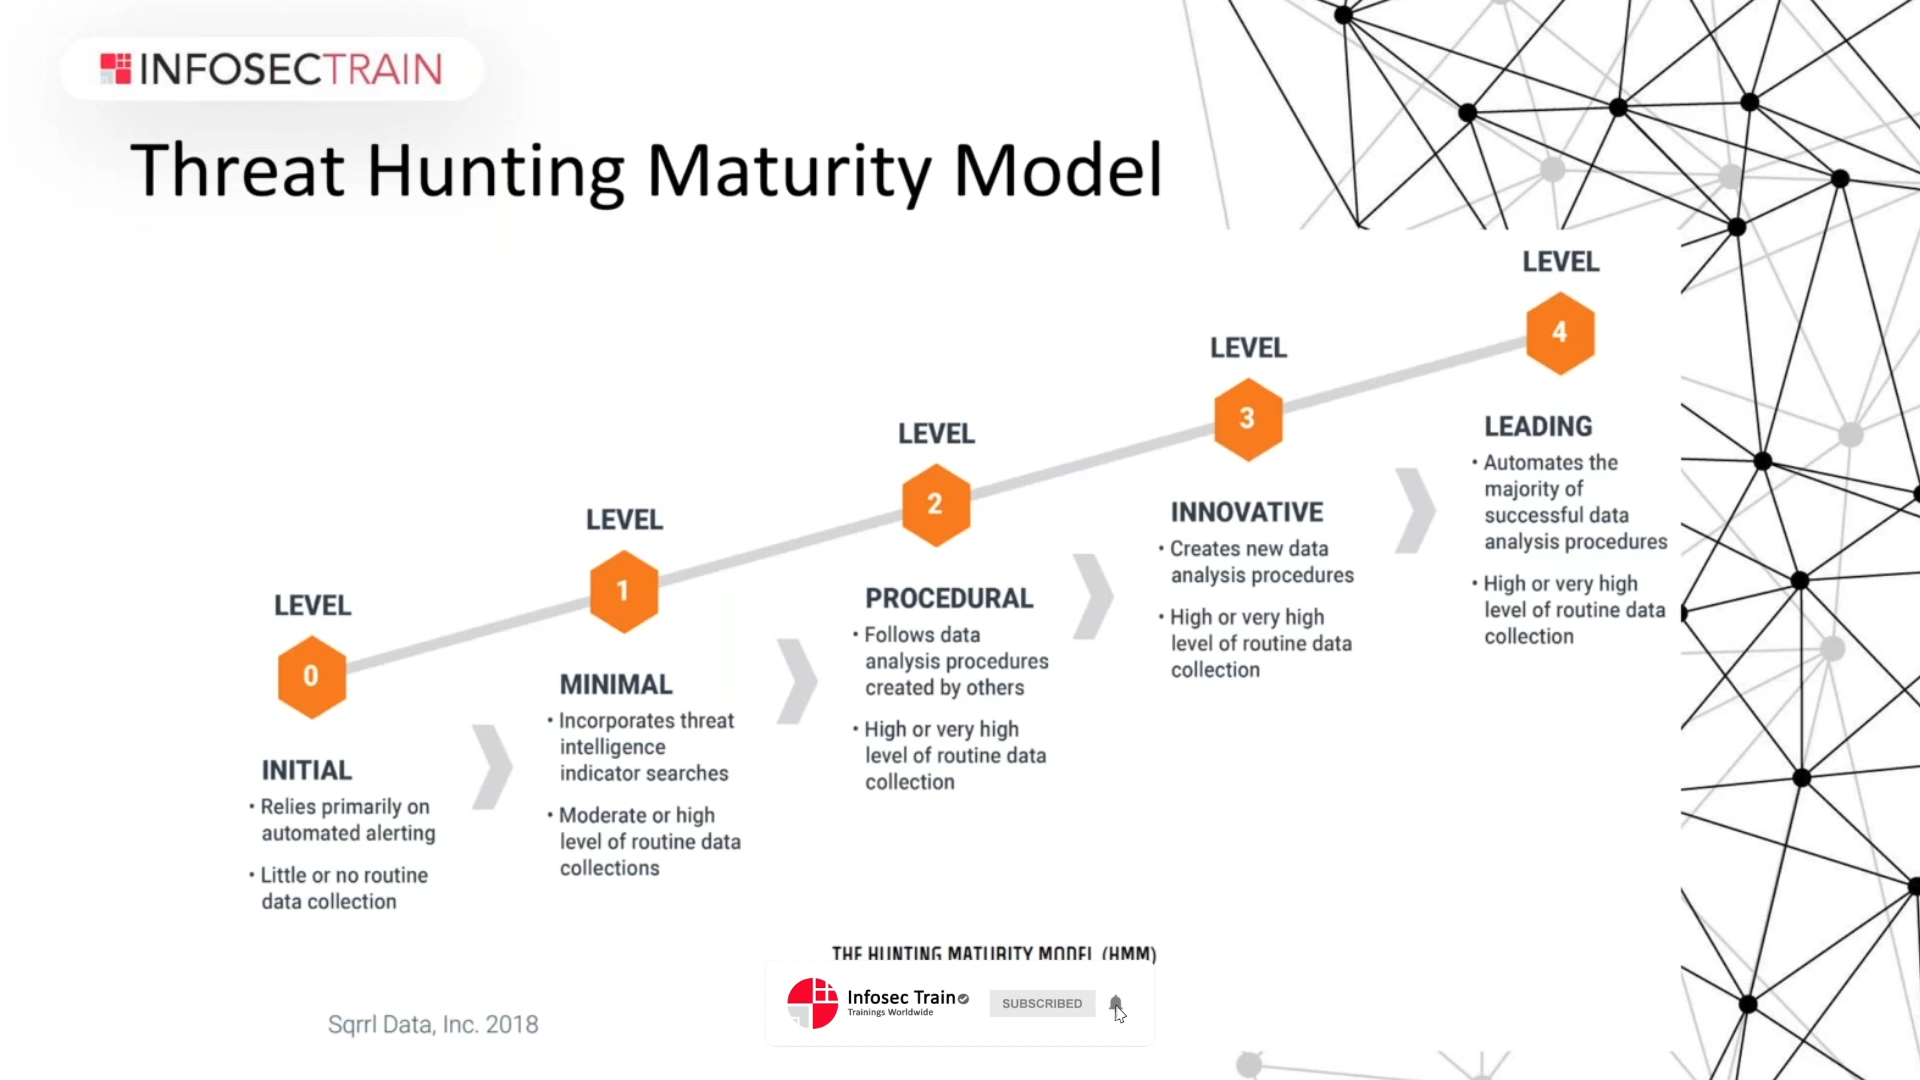 INFOSECTRAIN
Threat Hunting Maturity Model
LEVEL
0
INITIAL
• Relies primarily on
automated alerting
• Little or no routine
data collection
LEVEL
1
MINIMAL
• Incorporates threat
intelligence
indicator searches
• Moderate or high
level of routine data
collections
LEVEL
2
PROCEDURAL
• Follows data
analysis procedures
created by others
• High or very high
level of routine data
collection
LEVEL
3
INNOVATIVE
• Creates new data
analysis procedures
• High or very high
level of routine data
collection
LEVEL
4
LEADING
• Automates the
majority of
successful data
analysis procedures
• High or very high
level of routine data
collection
THE HUNTING MATURITY MODEL (HMM)
Infosec Train
Trainings Worldwide
SUBSCRIBED
Sqrrl Data, Inc. 2018